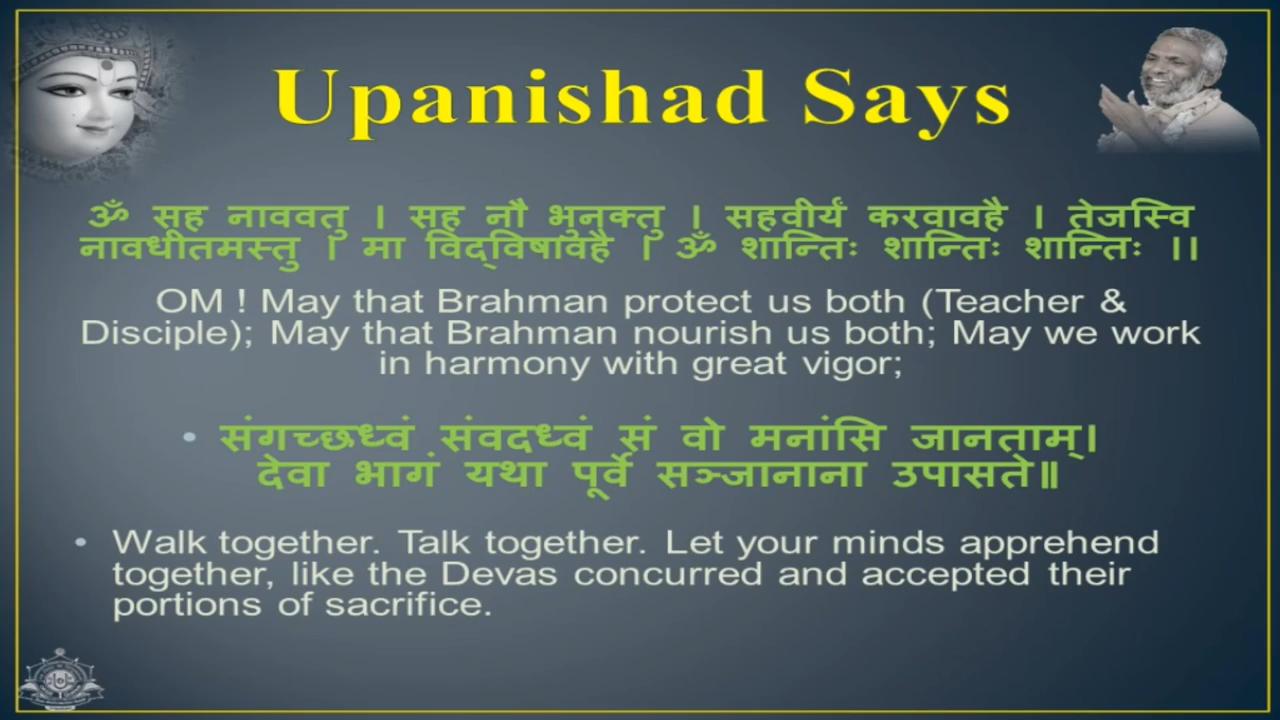 Upanishad Says
ॐ सह नाववतु । सह नौ भुनक्तु । सहवीर्यं करवावहै । तेजस्वि
नावधीतमस्तु । मा विद्‌विषावहै । ॐ शान्तिः शान्तिः शान्तिः ।।
OM ! May that Brahman protect us both (Teacher &
Disciple); May that Brahman nourish us both; May we work
in harmony with great vigor;
• संगच्छध्वं संवदध्वं सं वो मनांसि जानताम्।
देवा भागं यथा पूर्वे सञ्जानाना उपासते॥
• Walk together. Talk together. Let your minds apprehend
together, like the Devas concurred and accepted their
portions of sacrifice.